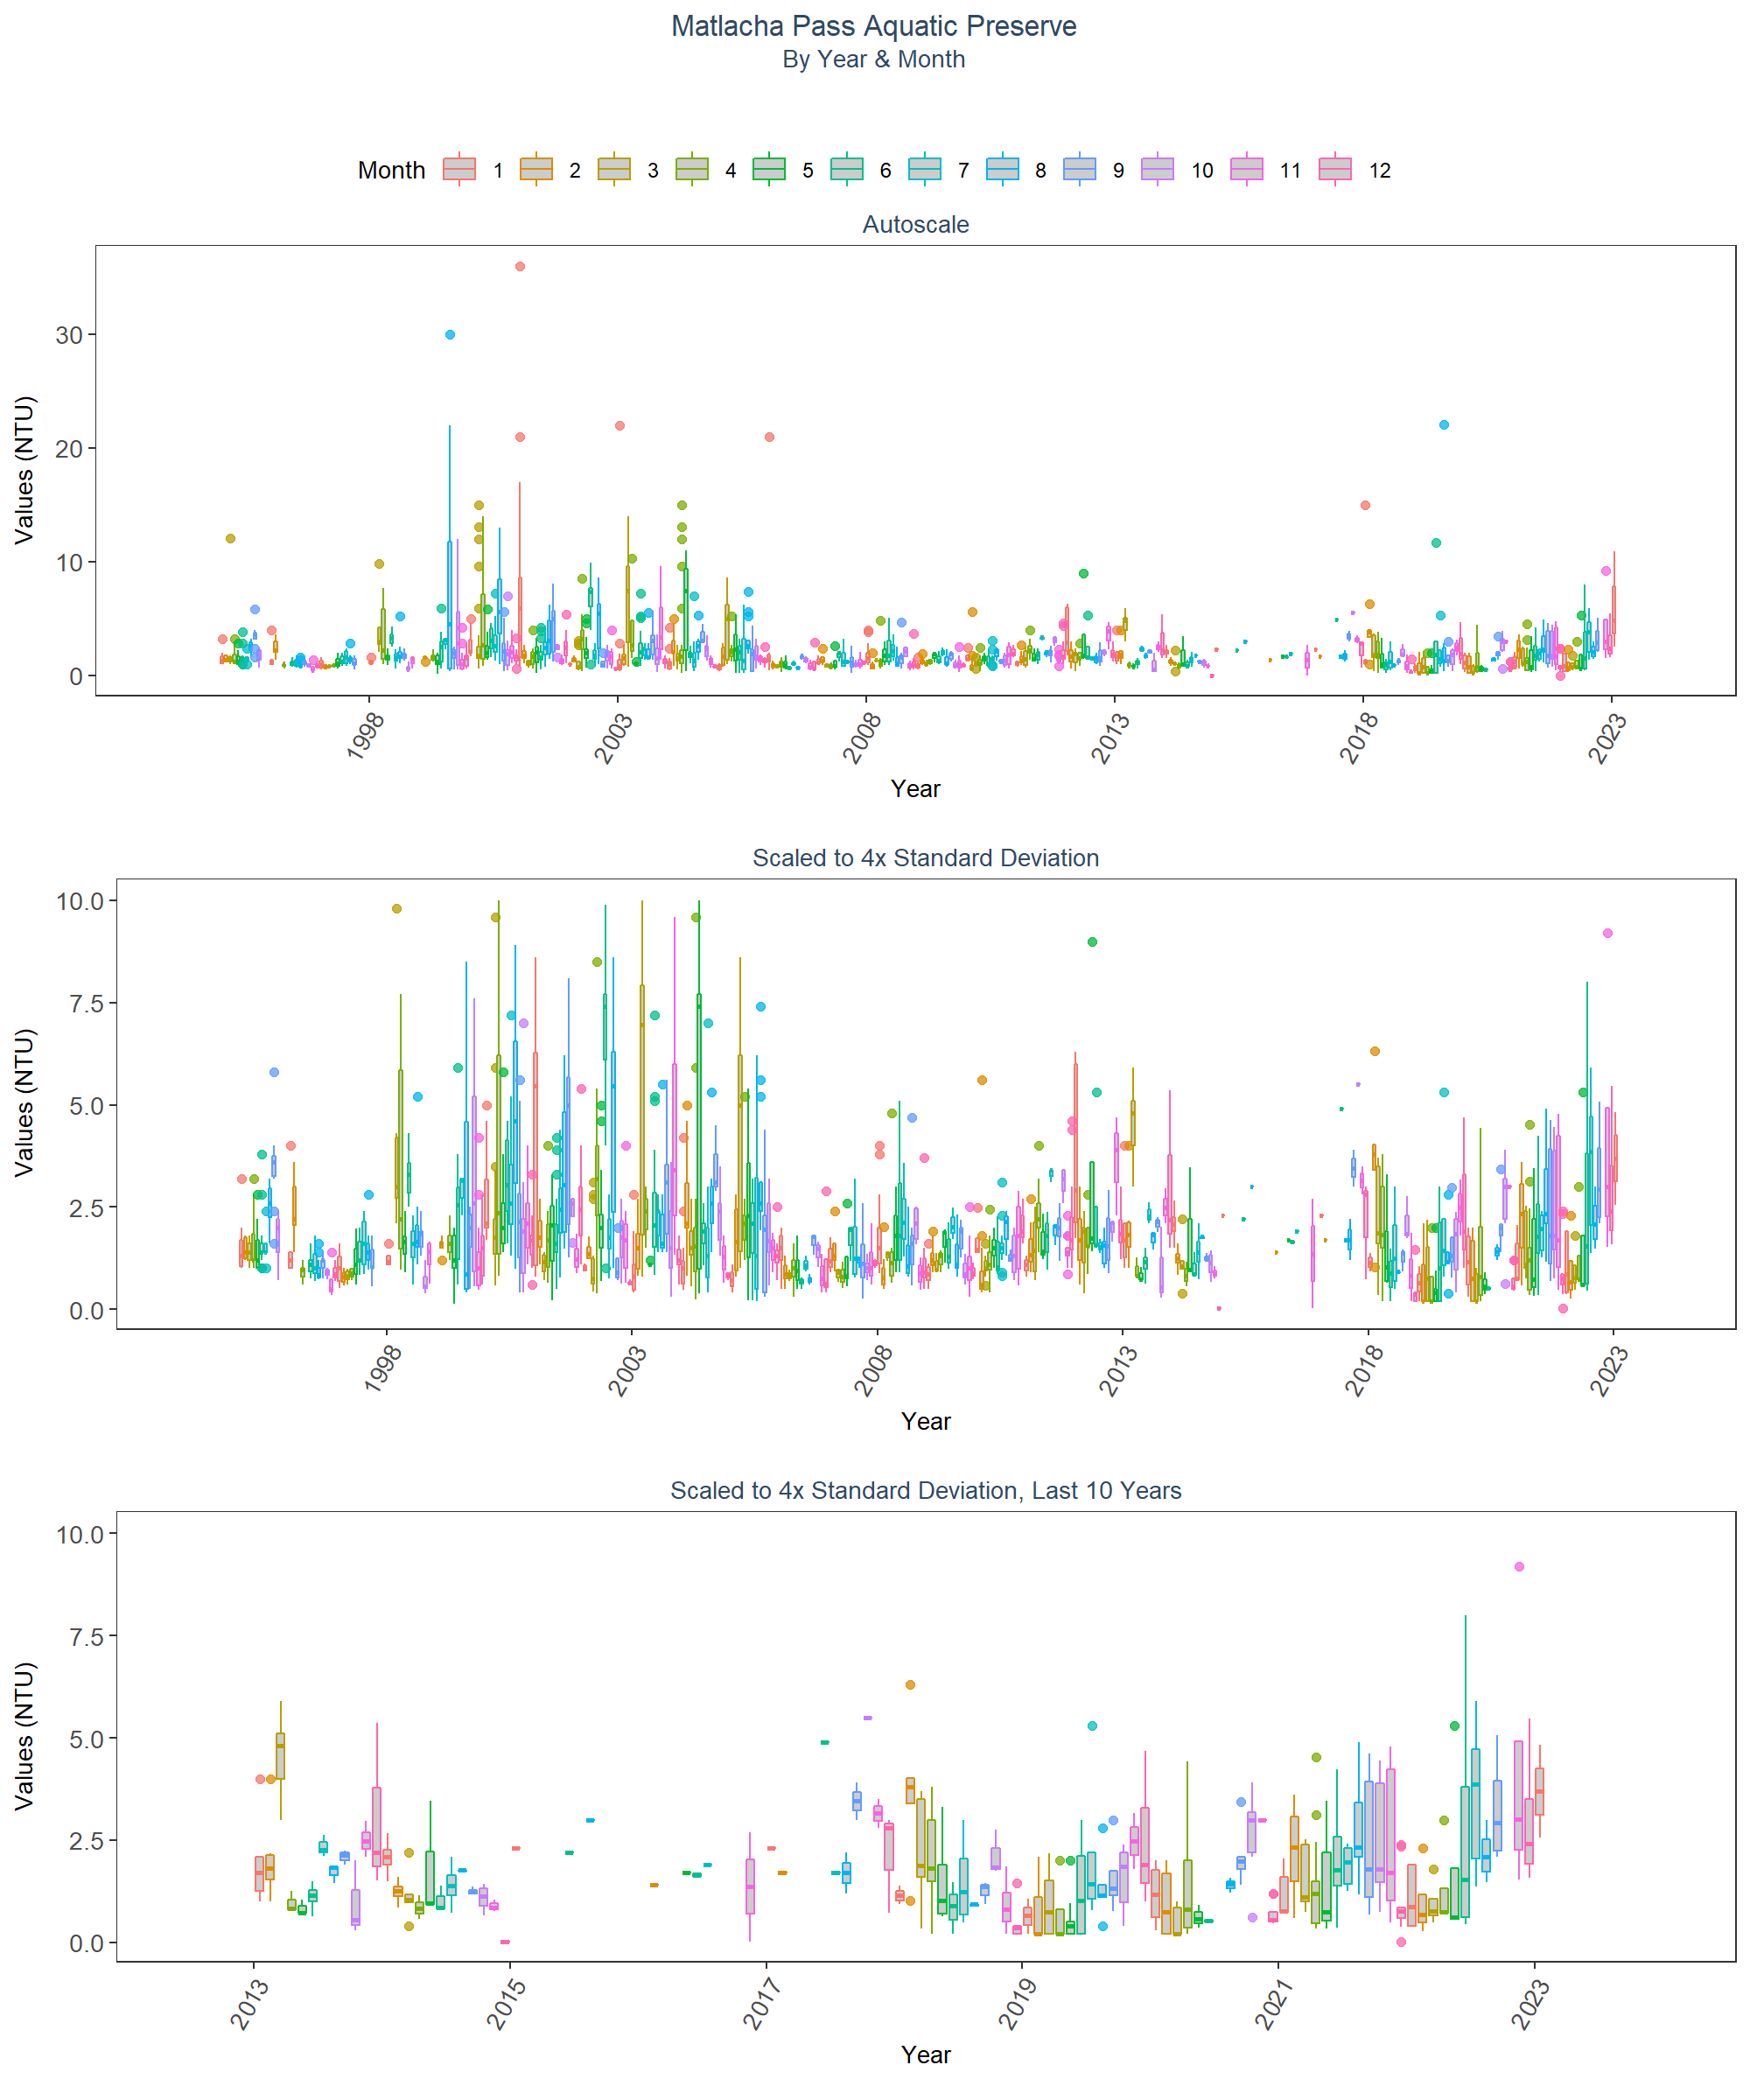 Matlacha Pass Aquatic Preserve
By Year & Month
Month 1 2 3 4 5 6 7 8 9 10 11 12
Autoscale
Values (NTU)
30
20
10
0
1998 2003 2008 2013 2018 2023
Year
Scaled to 4x Standard Deviation
Values (NTU)
10.0
7.5
5.0
2.5
0.0
1998 2003 2008 2013 2018 2023
Year
Scaled to 4x Standard Deviation, Last 10 Years
Values (NTU)
10.0
7.5
5.0
2.5
0.0
2013 2015 2017 2019 2021 2023
Year